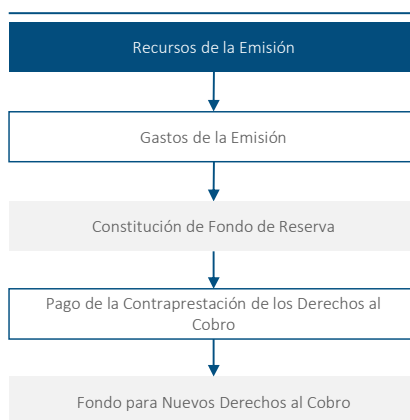 Recursos de la Emisión
Gastos de la Emisión
Constitución de Fondo de Reserva
Pago de la Contraprestación de los Derechos al
Cobro
Fondo para Nuevos Derechos al Cobro